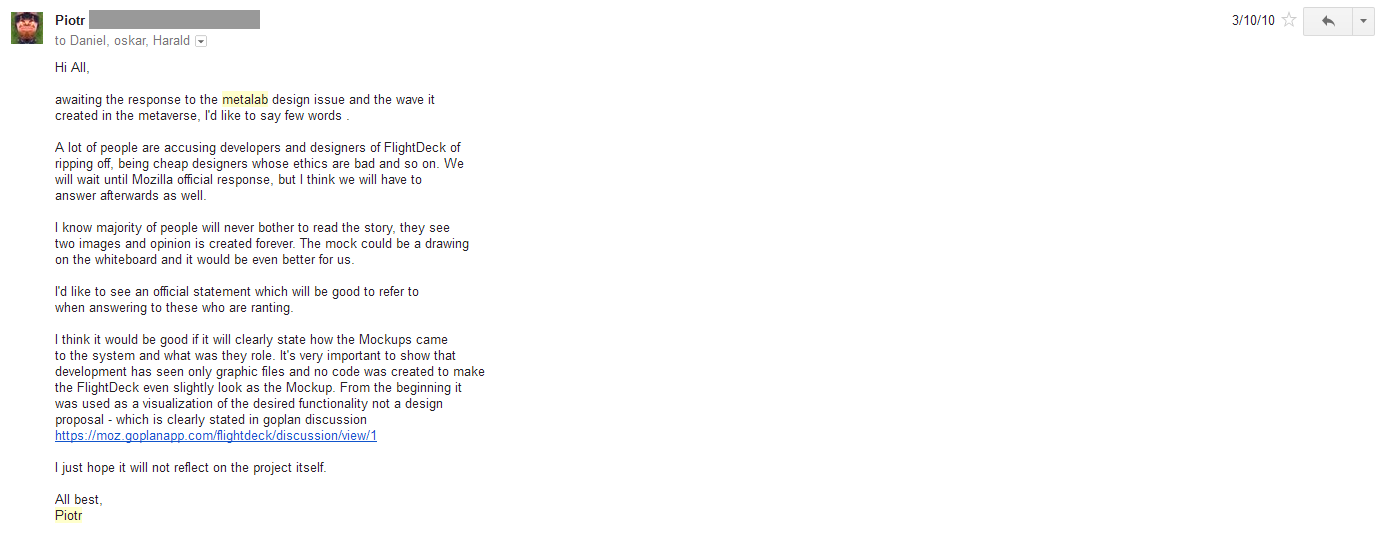 Piotr
3/10/10
to Daniel, oskar, Harald
Hi All,
awaiting the response to the metalab design issue and the wave it
created in the metaverse, I'd like to say few words .
A lot of people are accusing developers and designers of FlightDeck of
ripping off, being cheap designers whose ethics are bad and so on. We
will wait until Mozilla official response, but I think we will have to
answer afterwards as well.
I know majority of people will never bother to read the story, they see
two images and opinion is created forever. The mock could be a drawing
on the whiteboard and it would be even better for us.
I'd like to see an official statement which will be good to refer to
when answering to these who are ranting.
I think it would be good if it will clearly state how the Mockups came
to the system and what was they role. It's very important to show that
development has seen only graphic files and no code was created to make
the FlightDeck even slightly look as the Mockup. From the beginning it
was used as a visualization of the desired functionality not a design
proposal - which is clearly stated in goplan discussion
https://moz.goplanapp.com/flightdeck/discussion/view/1
I just hope it will not reflect on the project itself.
All best,
Piotr